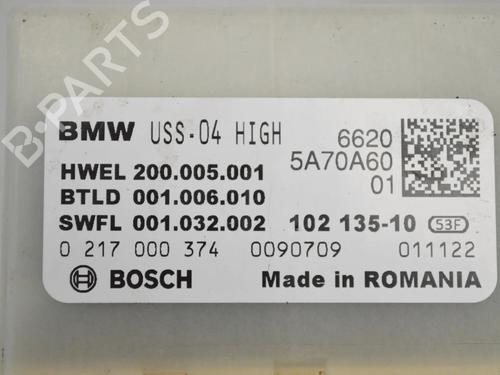 BMW USS-04 HIGH 6620
5A70A60
01
HWEL 200.005.001
BTLD 001.006.010
SWFL 001.032.002 102 135-10 S3F
0 217 000 374 0090709 011122
BOSCH Made in ROMANIA
B-PARTS